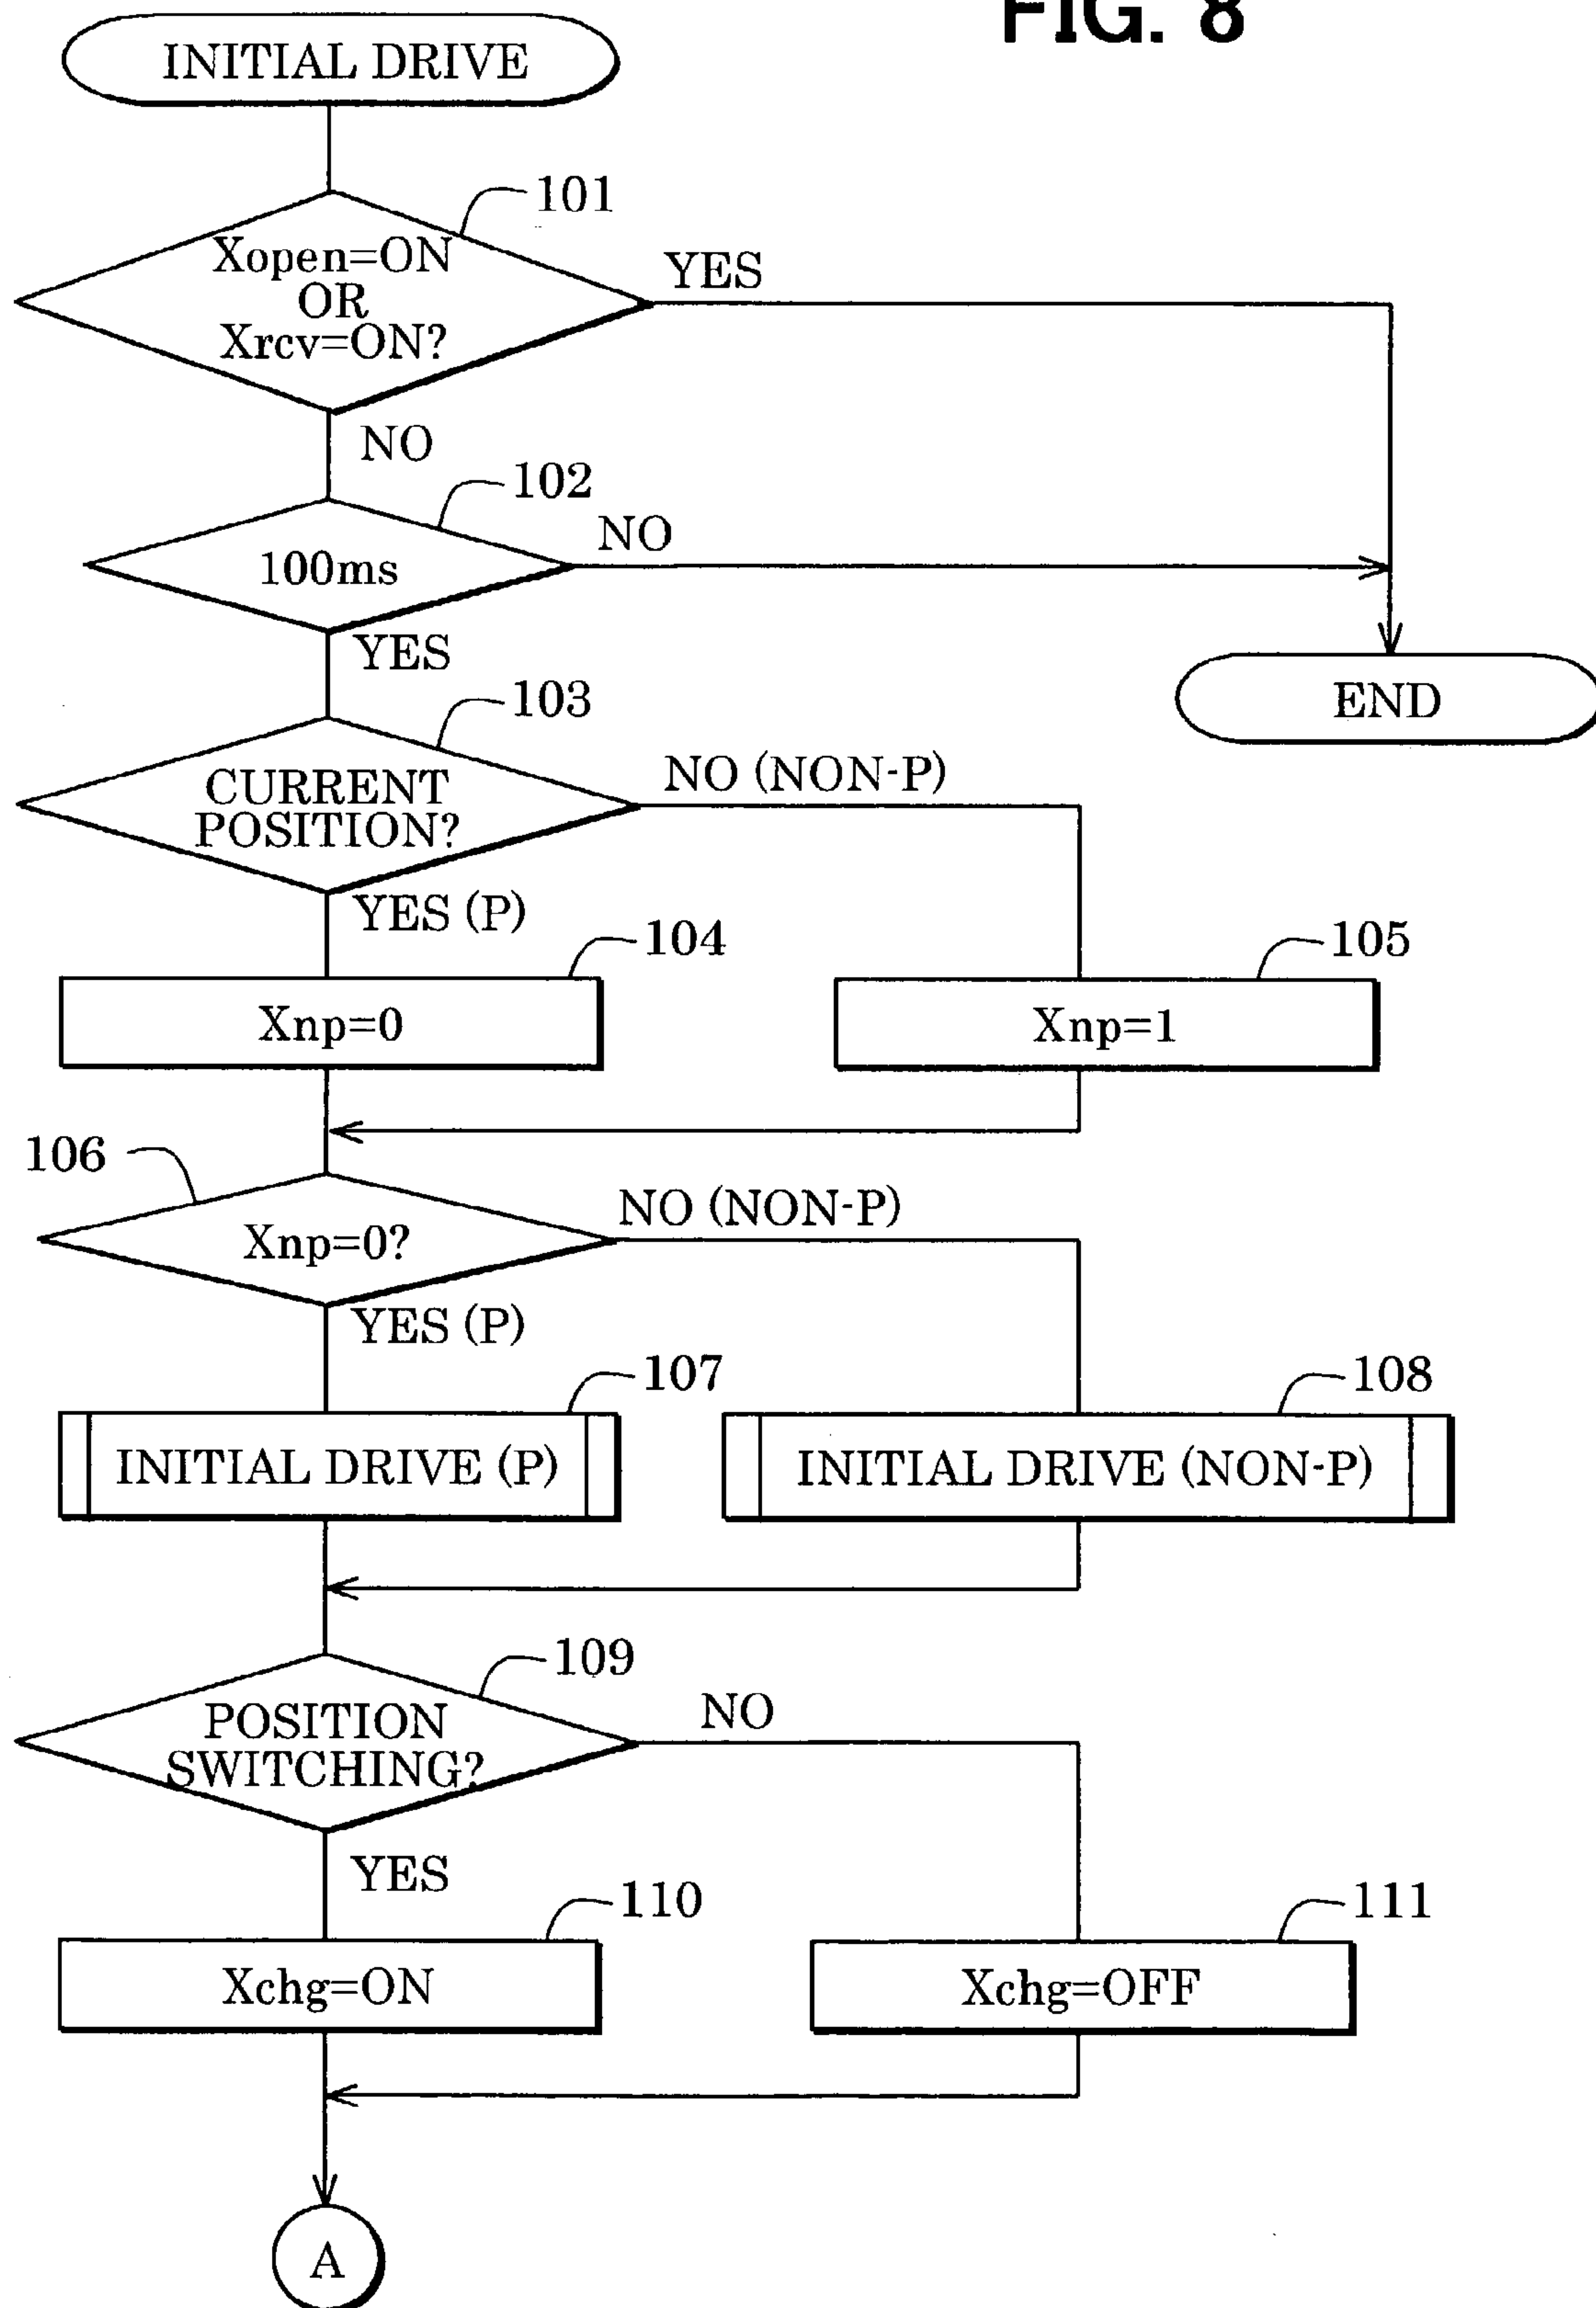 FIG. 8
INITIAL DRIVE
101
Xopen=ON
OR
Xrcv=ON?
YES
NO
102
100ms
NO
YES
END
103
CURRENT
POSITION?
NO (NON-P)
YES (P)
104
Xnp=0
105
Xnp=1
106
Xnp=0?
NO (NON-P)
YES (P)
107
INITIAL DRIVE (P)
108
INITIAL DRIVE (NON-P)
109
POSITION
SWITCHING?
NO
YES
110
Xchg=ON
111
Xchg=OFF
A